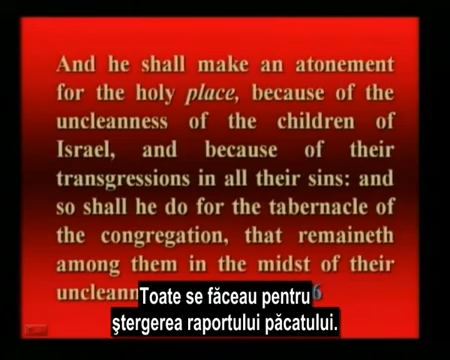 And he shall make an atonement
for the holy place, because of the
uncleanness of the children of
Israel, and because of their
transgressions in all their sins: and
so shall he do for the tabernacle of
the congregation, that remaineth
among them in the midst of their
6
Toate se făceau pentru
ştergerea raportului păcatului.